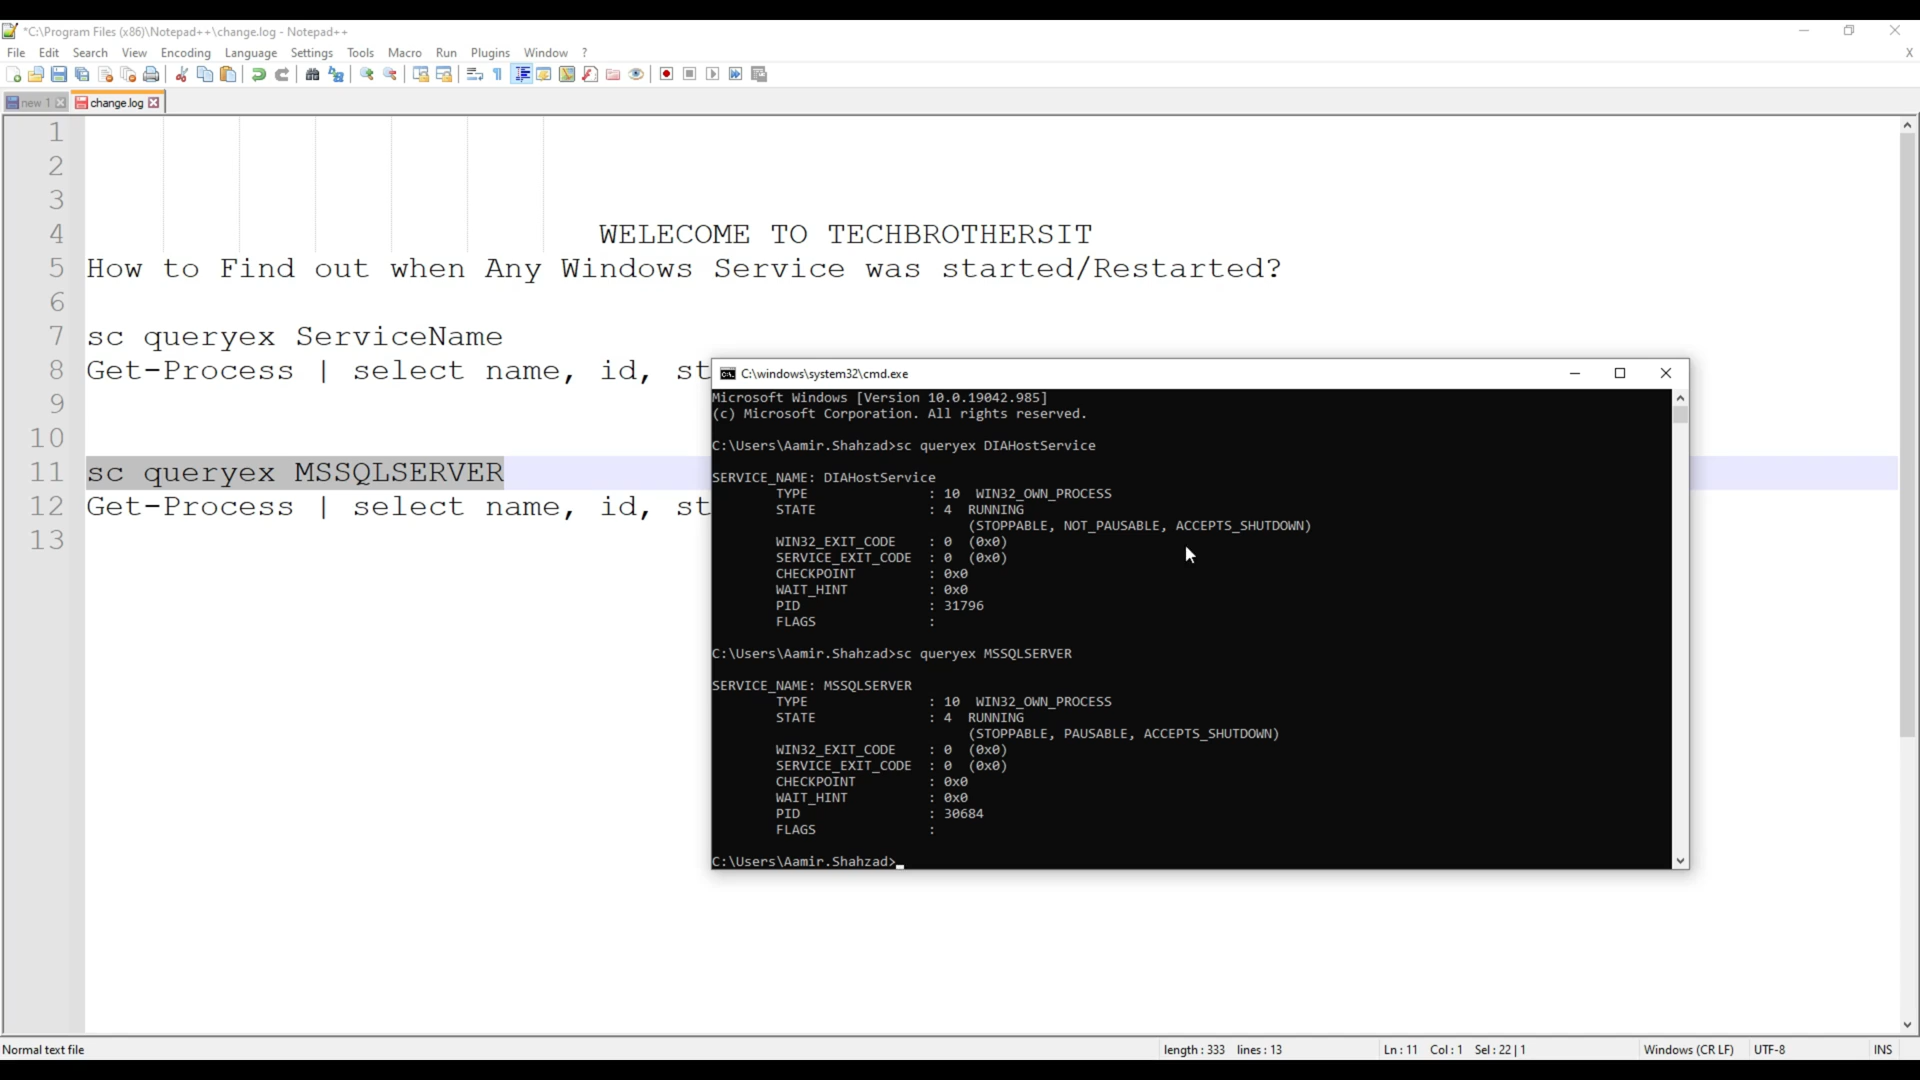 *C:\Program Files (x86)\Notepad++\change.log - Notepad++
File Edit Search View Encoding Language Settings Tools Macro Run Plugins Window ?
X
new 1 change.log
1
2
3
4 WELECOME TO TECHBROTHERSIT
5 How to Find out when Any Windows Service was started/Restarted?
6
7 sc queryex ServiceName
8 Get-Process | select name, id, st
9
10
11 sc queryex MSSQLSERVER
12 Get-Process | select name, id, st
13
C:\windows\system32\cmd.exe
Microsoft Windows [Version 10.0.19042.985]
(c) Microsoft Corporation. All rights reserved.
C:\Users\Aamir.Shahzad>sc queryex DIAHostService
SERVICE_NAME: DIAHostService
TYPE : 10 WIN32_OWN_PROCESS
STATE : 4 RUNNING
(STOPPABLE, NOT_PAUSABLE, ACCEPTS_SHUTDOWN)
WIN32_EXIT_CODE : 0 (0x0)
SERVICE_EXIT_CODE : 0 (0x0)
CHECKPOINT : 0x0
WAIT_HINT : 0x0
PID : 31796
FLAGS :
C:\Users\Aamir.Shahzad>sc queryex MSSQLSERVER
SERVICE_NAME: MSSQLSERVER
TYPE : 10 WIN32_OWN_PROCESS
STATE : 4 RUNNING
(STOPPABLE, PAUSABLE, ACCEPTS_SHUTDOWN)
WIN32_EXIT_CODE : 0 (0x0)
SERVICE_EXIT_CODE : 0 (0x0)
CHECKPOINT : 0x0
WAIT_HINT : 0x0
PID : 30684
FLAGS :
C:\Users\Aamir.Shahzad>
Normal text file length : 333 lines : 13 Ln : 11 Col : 1 Sel : 22 | 1 Windows (CR LF) UTF-8 INS